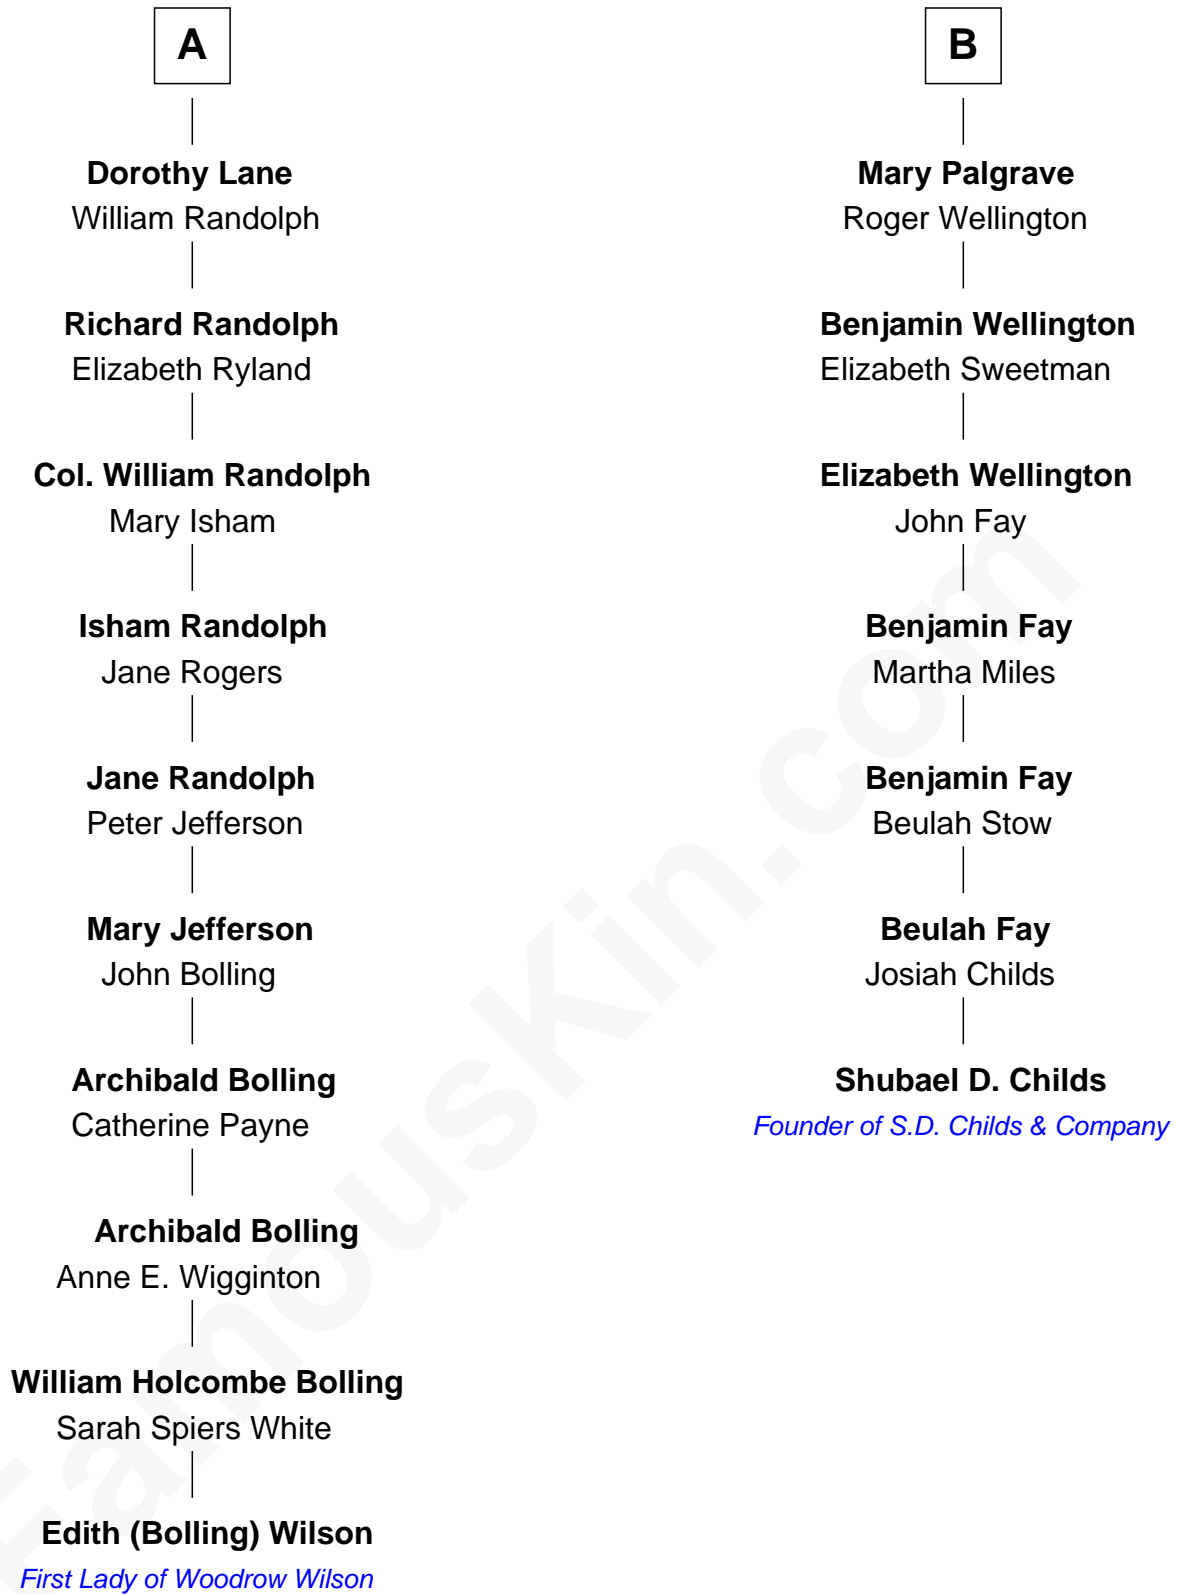 A
Dorothy Lane
William Randolph
Richard Randolph
Elizabeth Ryland
Col. William Randolph
Mary Isham
Isham Randolph
Jane Rogers
Jane Randolph
Peter Jefferson
Mary Jefferson
John Bolling
Archibald Bolling
Catherine Payne
Archibald Bolling
Anne E. Wigginton
William Holcombe Bolling
Sarah Spiers White
Edith (Bolling) Wilson
First Lady of Woodrow Wilson
B
Mary Palgrave
Roger Wellington
Benjamin Wellington
Elizabeth Sweetman
Elizabeth Wellington
John Fay
Benjamin Fay
Martha Miles
Benjamin Fay
Beulah Stow
Beulah Fay
Josiah Childs
Shubael D. Childs
Founder of S.D. Childs & Company
FamousKin.com